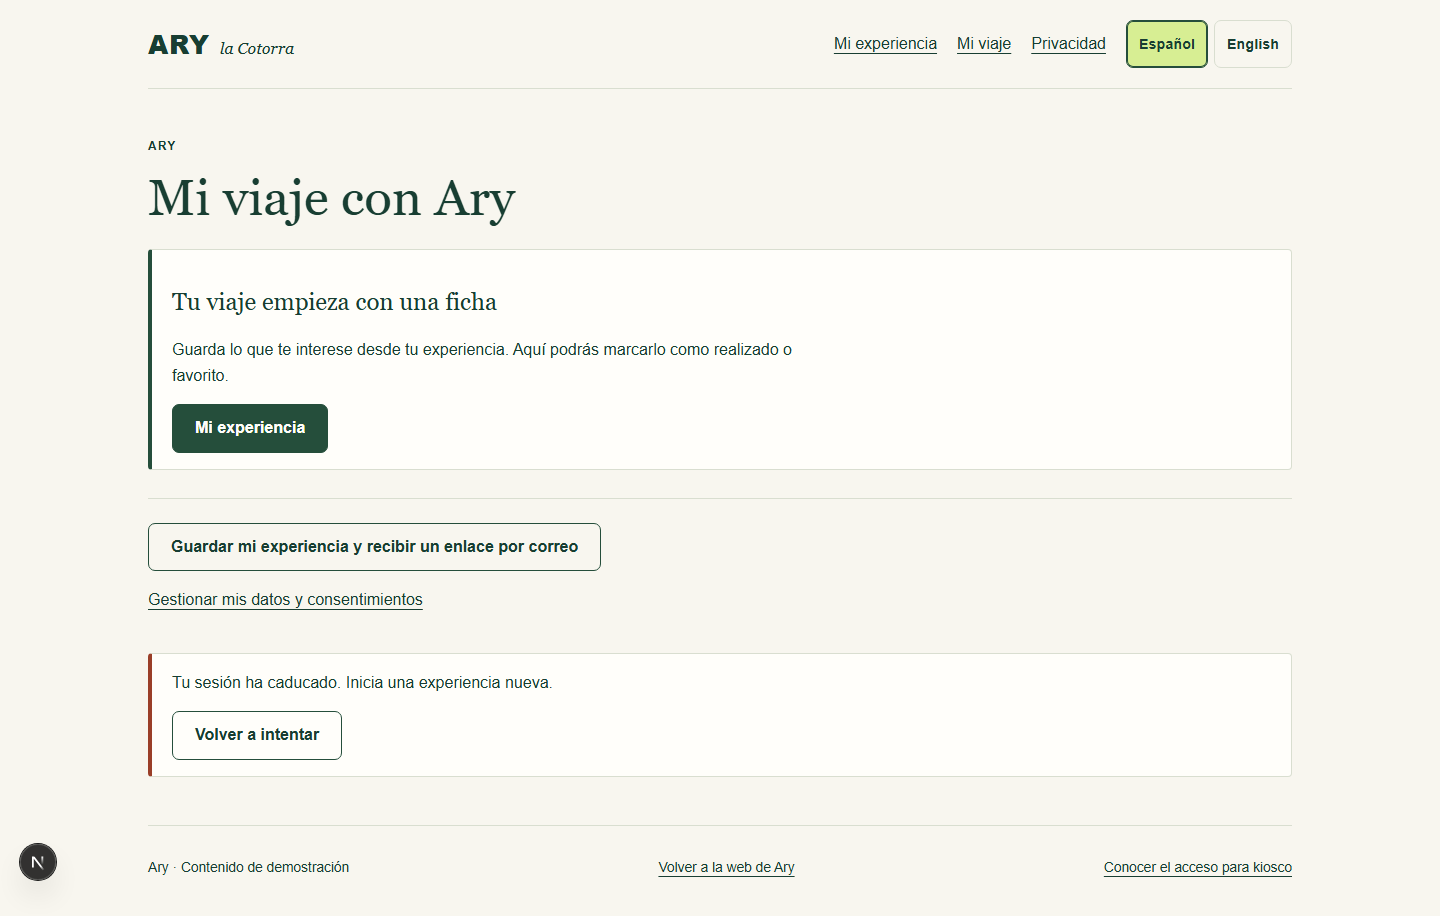 ARY la Cotorra
Mi experiencia Mi viaje Privacidad Español English
ARY
Mi viaje con Ary
Tu viaje empieza con una ficha
Guarda lo que te interese desde tu experiencia. Aquí podrás marcarlo como realizado o
favorito.
Mi experiencia
Guardar mi experiencia y recibir un enlace por correo
Gestionar mis datos y consentimientos
Tu sesión ha caducado. Inicia una experiencia nueva.
Volver a intentar
N
Ary · Contenido de demostración
Volver a la web de Ary
Conocer el acceso para kiosco